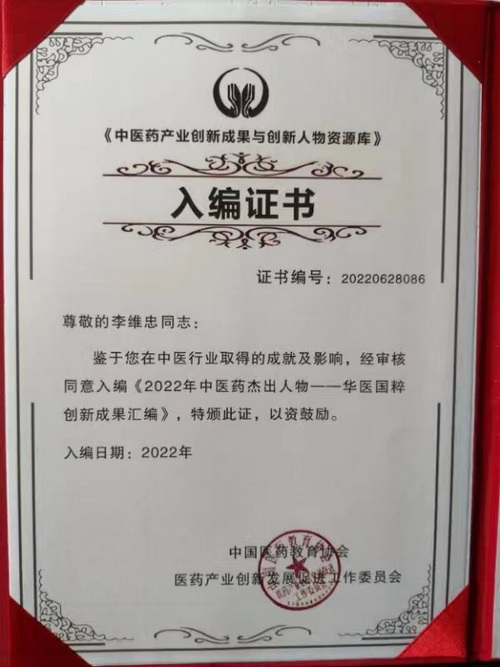 《中医药产业创新成果与创新人物资源库》
入编证书
证书编号：20220628086
尊敬的李维忠同志：
鉴于您在中医行业取得的成就及影响，经审核
同意入编《2022年中医药杰出人物——华医国粹
创新成果汇编》，特颁此证，以资鼓励。
入编日期：2022年
中国医药教育协会
医药产业创新发展促进工作委员会